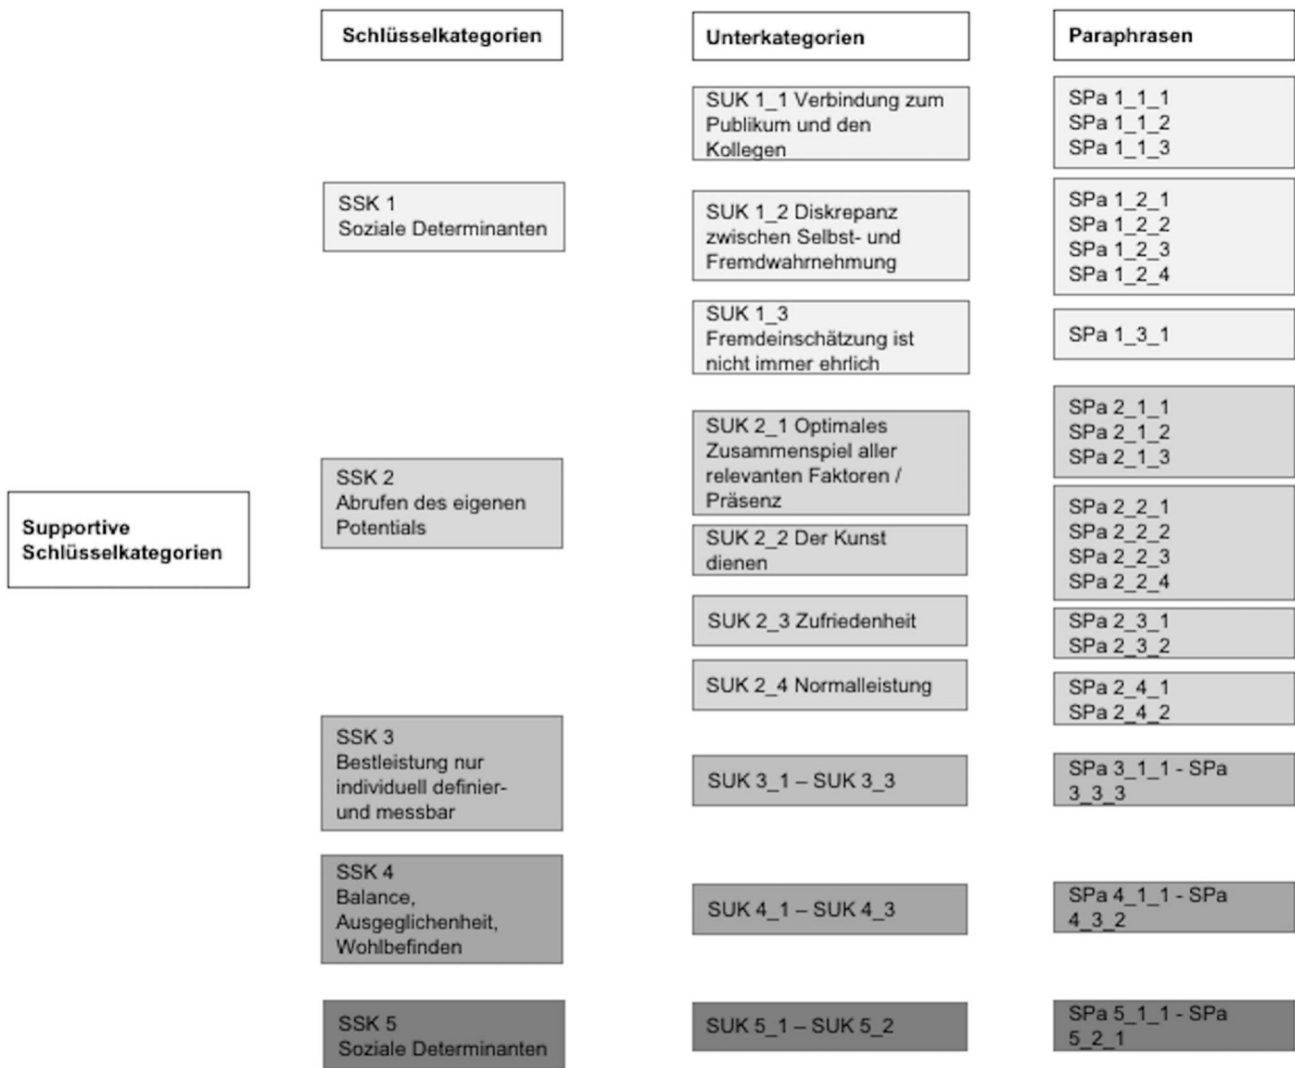 Schlüsselkategorien
Unterkategorien
Paraphrasen
Supportive
Schlüsselkategorien
SSK 1
Soziale Determinanten
SUK 1_1 Verbindung zum
Publikum und den
Kollegen
SPa 1_1_1
SPa 1_1_2
SPa 1_1_3
SUK 1_2 Diskrepanz
zwischen Selbst- und
Fremdwahrnehmung
SPa 1_2_1
SPa 1_2_2
SPa 1_2_3
SPa 1_2_4
SUK 1_3
Fremdeinschätzung ist
nicht immer ehrlich
SPa 1_3_1
SSK 2
Abrufen des eigenen
Potentials
SUK 2_1 Optimales
Zusammenspiel aller
relevanten Faktoren /
Präsenz
SPa 2_1_1
SPa 2_1_2
SPa 2_1_3
SUK 2_2 Der Kunst
dienen
SPa 2_2_1
SPa 2_2_2
SPa 2_2_3
SPa 2_2_4
SUK 2_3 Zufriedenheit
SPa 2_3_1
SPa 2_3_2
SUK 2_4 Normalleistung
SPa 2_4_1
SPa 2_4_2
SSK 3
Bestleistung nur
individuell definier-
und messbar
SUK 3_1 – SUK 3_3
SPa 3_1_1 - SPa
3_3_3
SSK 4
Balance,
Ausgeglichenheit,
Wohlbefinden
SUK 4_1 – SUK 4_3
SPa 4_1_1 - SPa
4_3_2
SSK 5
Soziale Determinanten
SUK 5_1 – SUK 5_2
SPa 5_1_1 - SPa
5_2_1